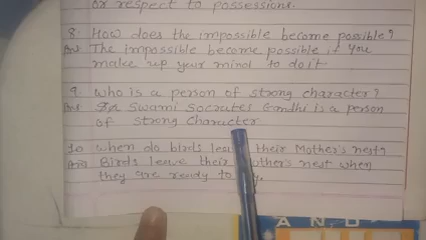 or respect to possessions.
8. How does the impossible become possible?
Ans The impossible become possible if you
make up your mind to do it
9. who is a person of strong character?
Ans Swami Socrates Gandhi is a person
of strong Character
10 when do birds leave their Mother's nest?
Ans Birds leave their Mother's nest when
they are ready to
A N D